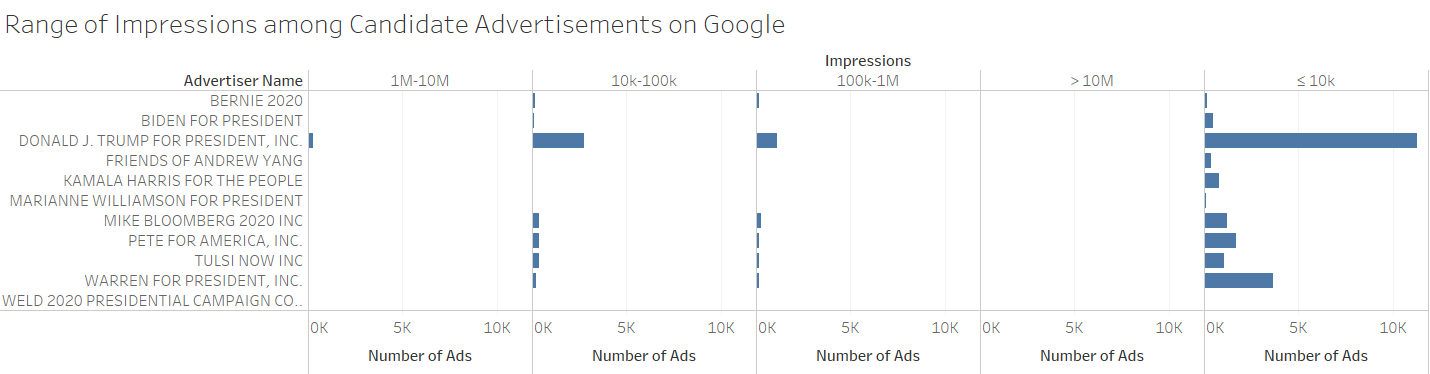 Range of Impressions among Candidate Advertisements on Google
Impressions
Advertiser Name 1M-10M 10k-100k 100k-1M > 10M ≤ 10k
BERNIE 2020
BIDEN FOR PRESIDENT
DONALD J. TRUMP FOR PRESIDENT, INC.
FRIENDS OF ANDREW YANG
KAMALA HARRIS FOR THE PEOPLE
MARIANNE WILLIAMSON FOR PRESIDENT
MIKE BLOOMBERG 2020 INC
PETE FOR AMERICA, INC.
TULSI NOW INC
WARREN FOR PRESIDENT, INC.
WELD 2020 PRESIDENTIAL CAMPAIGN CO..
0K 5K 10K 0K 5K 10K 0K 5K 10K 0K 5K 10K 0K 5K 10K
Number of Ads Number of Ads Number of Ads Number of Ads Number of Ads